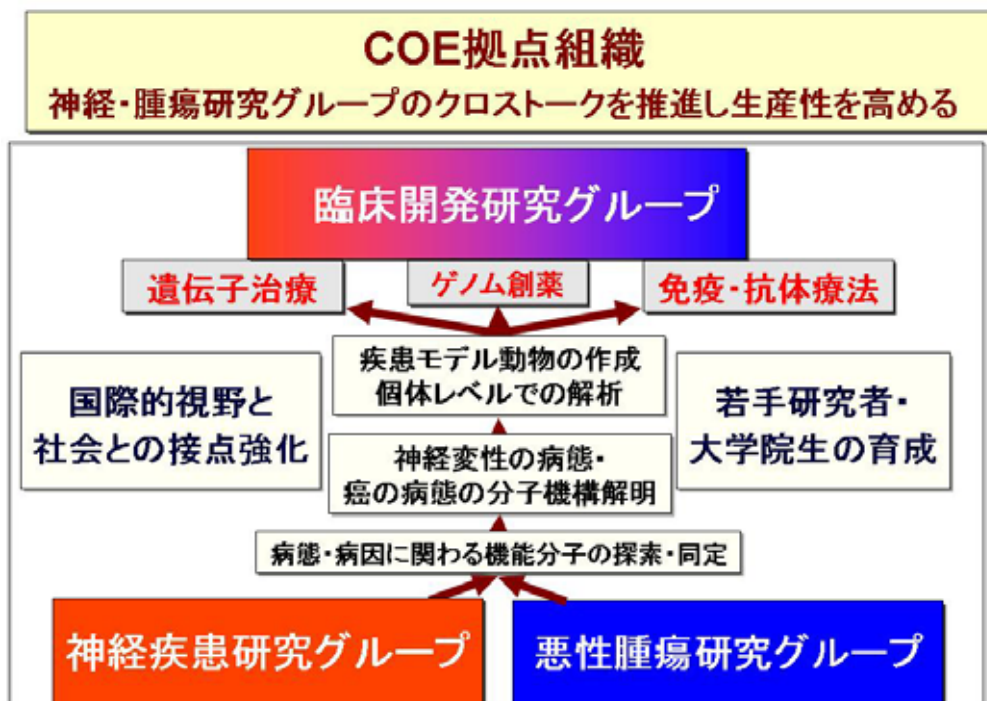 COE拠点組織
神経・腫瘍研究グループのクロストークを推進し生産性を高める
臨床開発研究グループ
遺伝子治療
ゲノム創薬
免疫・抗体療法
疾患モデル動物の作成
個体レベルでの解析
国際的視野と
社会との接点強化
若手研究者・
大学院生の育成
神経変性の病態・
癌の病態の分子機構解明
病態・病因に関わる機能分子の探索・同定
神経疾患研究グループ
悪性腫瘍研究グループ